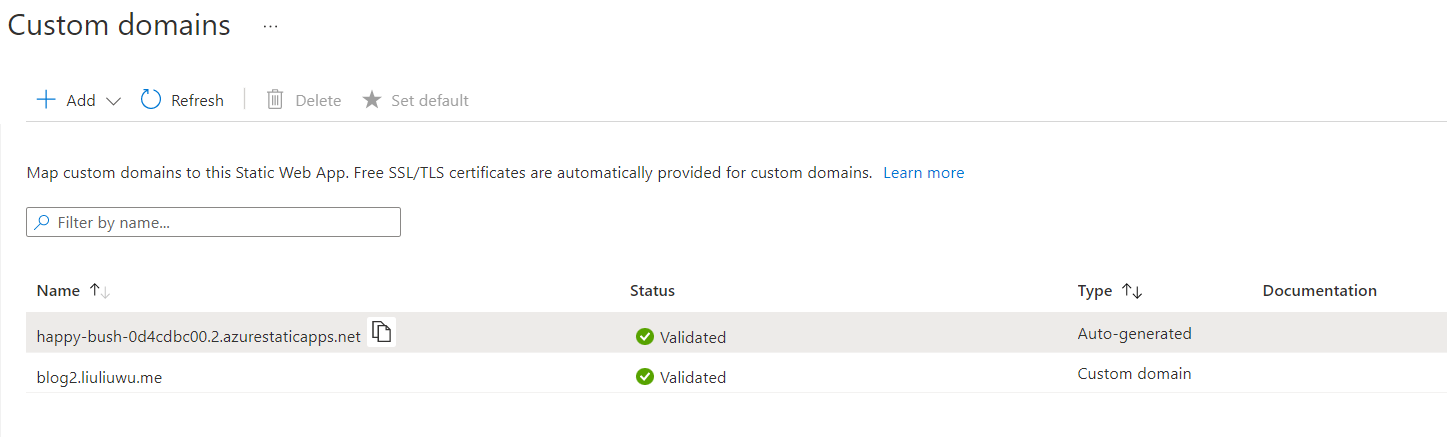 Custom domains ...
Add Refresh Delete Set default
Map custom domains to this Static Web App. Free SSL/TLS certificates are automatically provided for custom domains. Learn more
Filter by name...
Name Status Type Documentation
happy-bush-0d4cdbc00.2.azurestaticapps.net Validated Auto-generated
blog2.liuliuwu.me Validated Custom domain